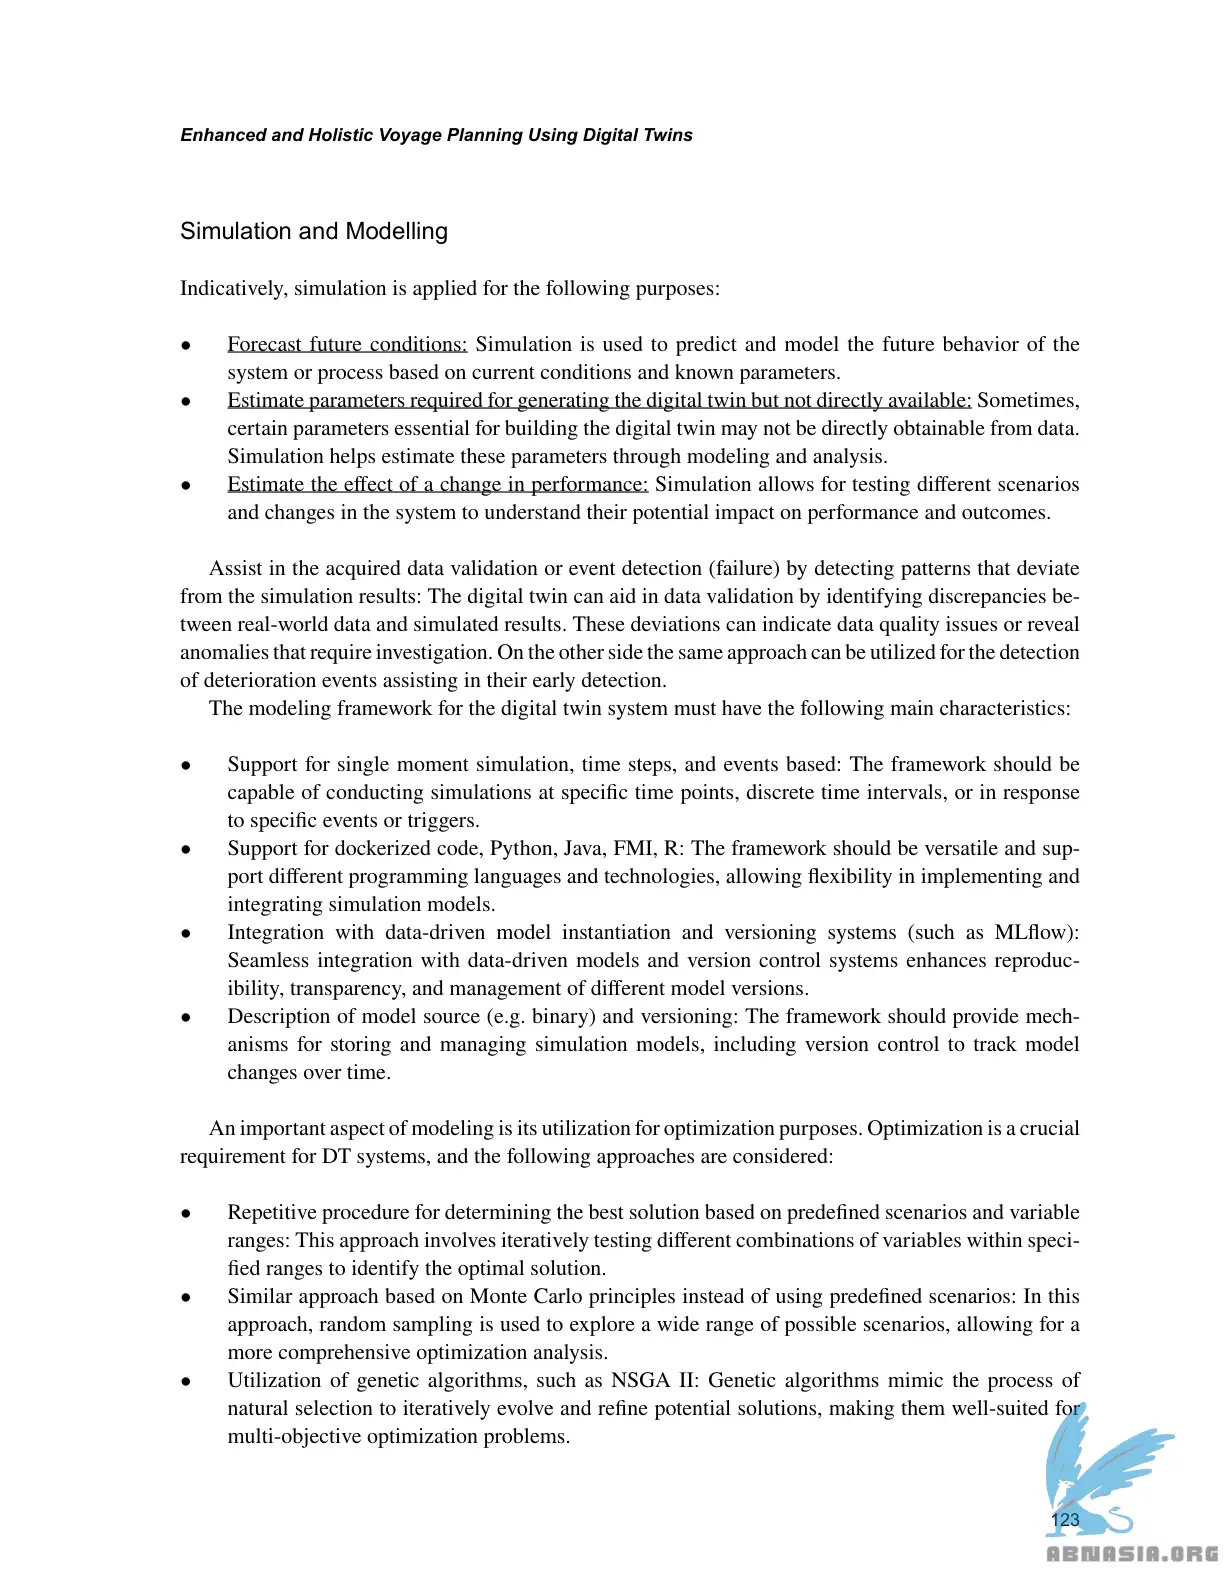 Enhanced and Holistic Voyage Planning Using Digital Twins
Simulation and Modelling
Indicatively, simulation is applied for the following purposes:
● Forecast future conditions: Simulation is used to predict and model the future behavior of the
system or process based on current conditions and known parameters.
● Estimate parameters required for generating the digital twin but not directly available: Sometimes,
certain parameters essential for building the digital twin may not be directly obtainable from data.
Simulation helps estimate these parameters through modeling and analysis.
● Estimate the effect of a change in performance: Simulation allows for testing different scenarios
and changes in the system to understand their potential impact on performance and outcomes.
Assist in the acquired data validation or event detection (failure) by detecting patterns that deviate
from the simulation results: The digital twin can aid in data validation by identifying discrepancies be-
tween real-world data and simulated results. These deviations can indicate data quality issues or reveal
anomalies that require investigation. On the other side the same approach can be utilized for the detection
of deterioration events assisting in their early detection.
The modeling framework for the digital twin system must have the following main characteristics:
● Support for single moment simulation, time steps, and events based: The framework should be
capable of conducting simulations at specific time points, discrete time intervals, or in response
to specific events or triggers.
● Support for dockerized code, Python, Java, FMI, R: The framework should be versatile and sup-
port different programming languages and technologies, allowing flexibility in implementing and
integrating simulation models.
● Integration with data-driven model instantiation and versioning systems (such as MLflow):
Seamless integration with data-driven models and version control systems enhances reproduc-
ibility, transparency, and management of different model versions.
● Description of model source (e.g. binary) and versioning: The framework should provide mech-
anisms for storing and managing simulation models, including version control to track model
changes over time.
An important aspect of modeling is its utilization for optimization purposes. Optimization is a crucial
requirement for DT systems, and the following approaches are considered:
● Repetitive procedure for determining the best solution based on predefined scenarios and variable
ranges: This approach involves iteratively testing different combinations of variables within speci-
fied ranges to identify the optimal solution.
● Similar approach based on Monte Carlo principles instead of using predefined scenarios: In this
approach, random sampling is used to explore a wide range of possible scenarios, allowing for a
more comprehensive optimization analysis.
● Utilization of genetic algorithms, such as NSGA II: Genetic algorithms mimic the process of
natural selection to iteratively evolve and refine potential solutions, making them well-suited for
multi-objective optimization problems.
123
ABNASIA.ORG